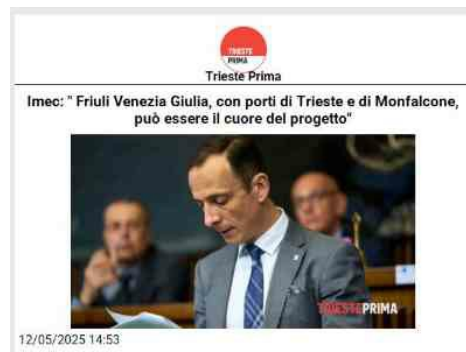 TRIESTE
PRIMA
Trieste Prima
Imec: " Friuli Venezia Giulia, con porti di Trieste e di Monfalcone,
può essere il cuore del progetto"
TRIESTEPRIMA
12/05/2025 14:53